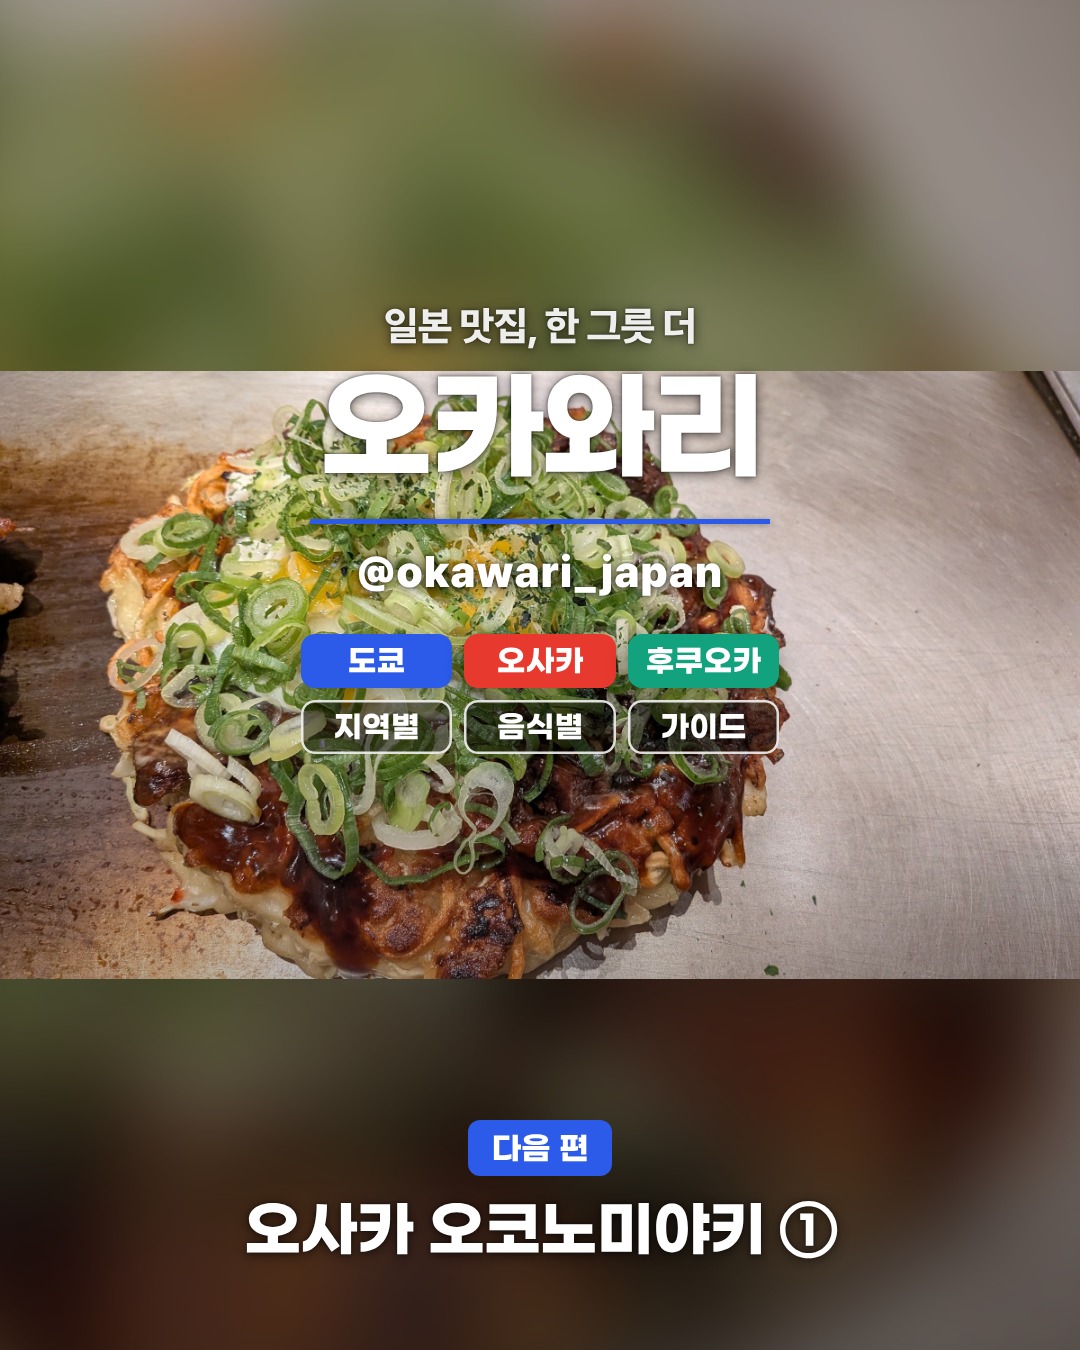 일본 맛집, 한 그릇 더
오카와리
@okawari_japan
도쿄 오사카 후쿠오카
지역별 음식별 가이드
다음 편
오사카 오코노미야키 ①